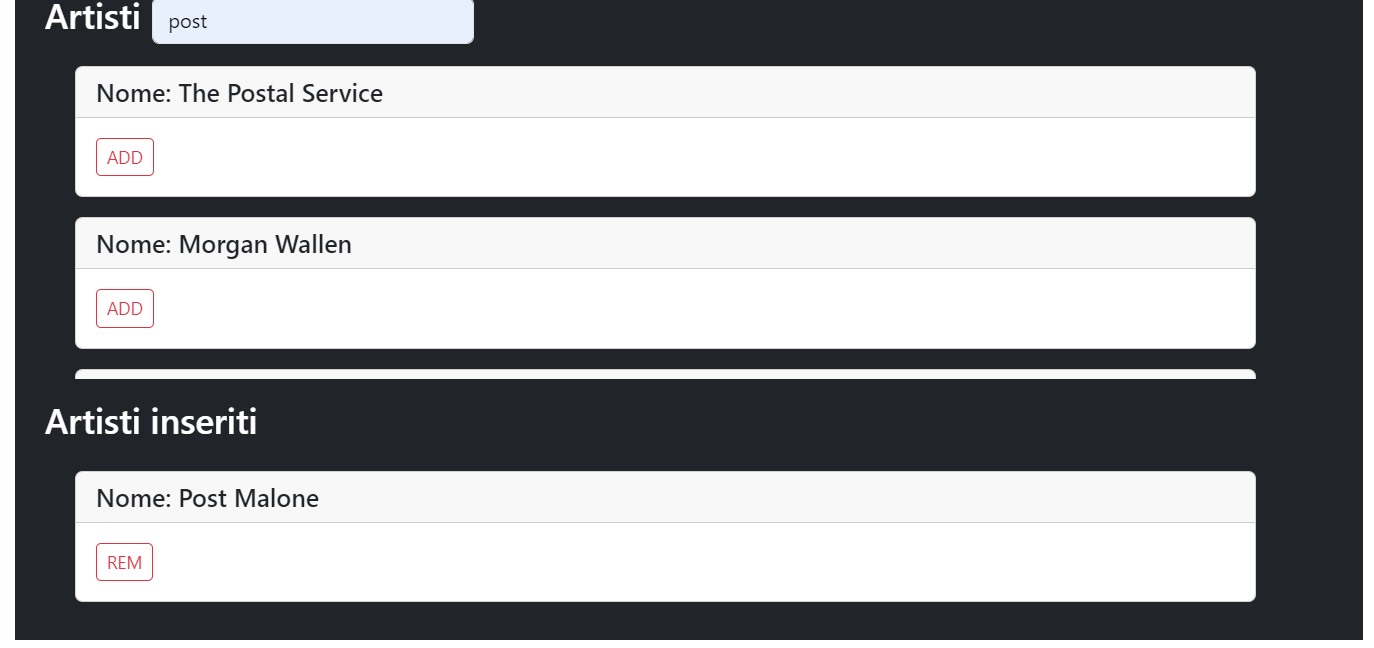 Artisti post
Nome: The Postal Service
ADD
Nome: Morgan Wallen
ADD
Artisti inseriti
Nome: Post Malone
REM